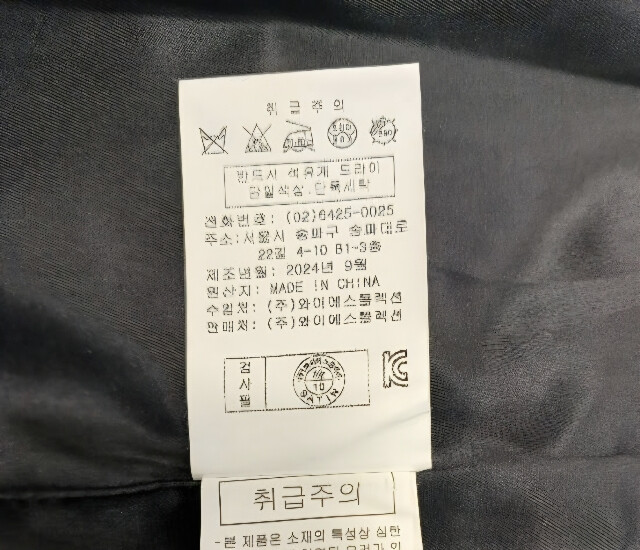 취급주의
반드시 석유계 드라이
단일색상, 단독세탁
전화번호: (02)6425-0025
주소:서울시 송파구 송파대로
22길 4-10 B1~3층
제조년월: 2024년 9월
원산지: MADE IN CHINA
수입처: (주)와이에스콜렉션
판매처: (주)와이에스콜렉션
검사필
10
취급주의
-본 제품은 소재의 특성상 심한